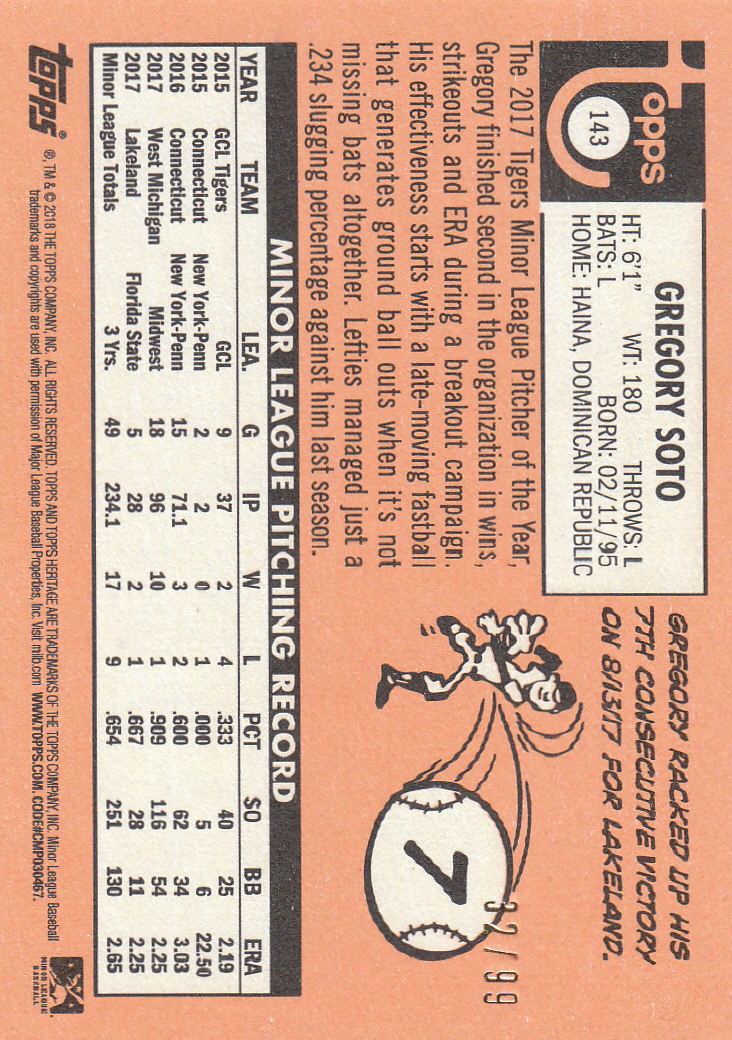 Topps
143
GREGORY SOTO
HT: 6'1" WT: 180 THROWS: L
BATS: L BORN: 02/11/95
HOME: HAINA, DOMINICAN REPUBLIC
The 2017 Tigers Minor League Pitcher of the Year,
Gregory finished second in the organization in wins,
strikeouts and ERA during a breakout campaign.
His effectiveness starts with a late-moving fastball
that generates ground ball outs when it's not
missing bats altogether. Lefties managed just a
.234 slugging percentage against him last season.
GREGORY RACKED UP HIS
7TH CONSECUTIVE VICTORY
ON 8/13/17 FOR LAKELAND.
7
32/99
MINOR LEAGUE PITCHING RECORD
YEAR TEAM LEA. G IP W L PCT SO BB ERA
2015 GCL Tigers GCL 9 37 2 4 .333 40 25 2.19
2015 Connecticut New York-Penn 2 2 0 1 .000 5 6 22.50
2016 Connecticut New York-Penn 15 71.1 3 2 .600 62 34 3.03
2017 West Michigan Midwest 18 96 10 1 .909 116 54 2.25
2017 Lakeland Florida State 5 28 2 1 .667 28 11 2.25
Minor League Totals 3 Yrs. 49 234.1 17 9 .654 251 130 2.65
topps®
®, TM & © 2018 THE TOPPS COMPANY, INC. ALL RIGHTS RESERVED. TOPPS AND TOPPS HERITAGE ARE TRADEMARKS OF THE TOPPS COMPANY, INC. Minor League Baseball
trademarks and copyrights are used with permission of Major League Baseball Properties, Inc. Visit milb.com WWW.TOPPS.COM. CODE#CMP030467.
MINOR LEAGUE
BASEBALL